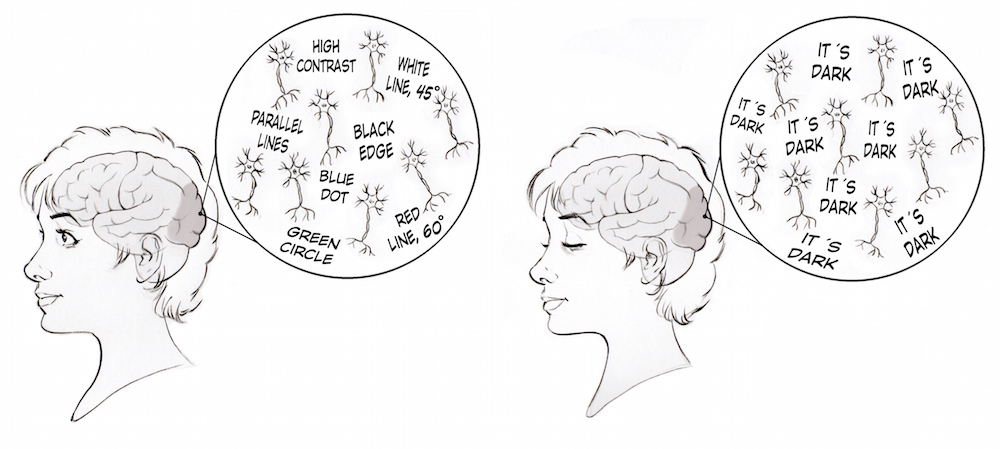 HIGH
CONTRAST
WHITE
LINE, 45°
PARALLEL
LINES
BLACK
EDGE
BLUE
DOT
RED
LINE, 60°
GREEN
CIRCLE
IT´S
DARK
IT´S
DARK
IT´S
DARK
IT´S
DARK
IT´S
DARK
IT´S
DARK
IT´S
DARK
IT´S
DARK